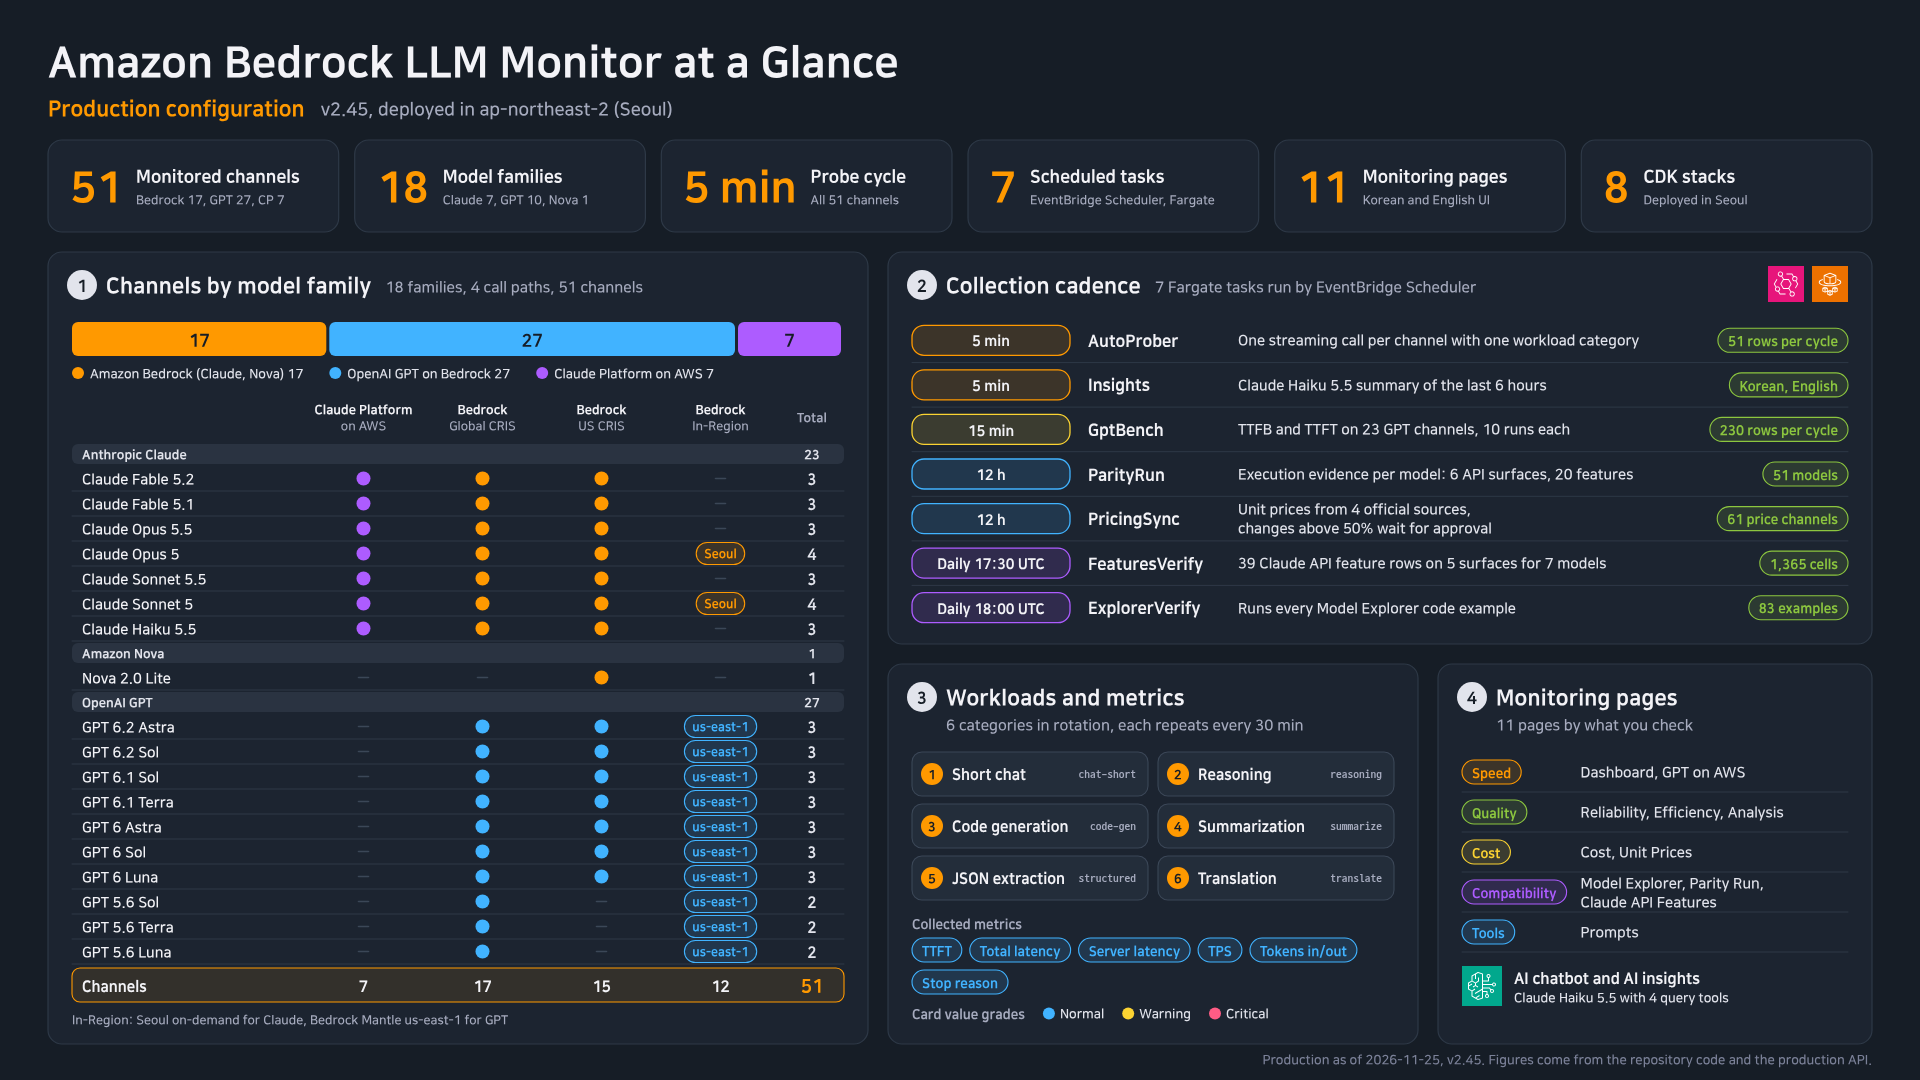 Amazon Bedrock LLM Monitor at a Glance
Production configuration v2.45, deployed in ap-northeast-2 (Seoul)
51 Monitored channels
Bedrock 17, GPT 27, CP 7
18 Model families
Claude 7, GPT 10, Nova 1
5 min Probe cycle
All 51 channels
7 Scheduled tasks
EventBridge Scheduler, Fargate
11 Monitoring pages
Korean and English UI
8 CDK stacks
Deployed in Seoul
1 Channels by model family 18 families, 4 call paths, 51 channels
17 27 7
Amazon Bedrock (Claude, Nova) 17 OpenAI GPT on Bedrock 27 Claude Platform on AWS 7
Claude Platform on AWS Bedrock Global CRIS Bedrock US CRIS Bedrock In-Region Total
Anthropic Claude 23
Claude Fable 5.2 — 3
Claude Fable 5.1 — 3
Claude Opus 5.5 — 3
Claude Opus 5 Seoul 4
Claude Sonnet 5.5 — 3
Claude Sonnet 5 Seoul 4
Claude Haiku 5.5 — 3
Amazon Nova 1
Nova 2.0 Lite — — — 1
OpenAI GPT 27
GPT 6.2 Astra — us-east-1 3
GPT 6.2 Sol — us-east-1 3
GPT 6.1 Sol — us-east-1 3
GPT 6.1 Terra — us-east-1 3
GPT 6 Astra — us-east-1 3
GPT 6 Sol — us-east-1 3
GPT 6 Luna — us-east-1 3
GPT 5.6 Sol — — us-east-1 2
GPT 5.6 Terra — — us-east-1 2
GPT 5.6 Luna — — us-east-1 2
Channels 7 17 15 12 51
In-Region: Seoul on-demand for Claude, Bedrock Mantle us-east-1 for GPT
2 Collection cadence 7 Fargate tasks run by EventBridge Scheduler
5 min AutoProber One streaming call per channel with one workload category 51 rows per cycle
5 min Insights Claude Haiku 5.5 summary of the last 6 hours Korean, English
15 min GptBench TTFB and TTFT on 23 GPT channels, 10 runs each 230 rows per cycle
12 h ParityRun Execution evidence per model: 6 API surfaces, 20 features 51 models
12 h PricingSync Unit prices from 4 official sources,
changes above 50% wait for approval 61 price channels
Daily 17:30 UTC FeaturesVerify 39 Claude API feature rows on 5 surfaces for 7 models 1,365 cells
Daily 18:00 UTC ExplorerVerify Runs every Model Explorer code example 83 examples
3 Workloads and metrics
6 categories in rotation, each repeats every 30 min
1 Short chat chat-short 2 Reasoning reasoning
3 Code generation code-gen 4 Summarization summarize
5 JSON extraction structured 6 Translation translate
Collected metrics
TTFT Total latency Server latency TPS Tokens in/out
Stop reason
Card value grades Normal Warning Critical
4 Monitoring pages
11 pages by what you check
Speed Dashboard, GPT on AWS
Quality Reliability, Efficiency, Analysis
Cost Cost, Unit Prices
Compatibility Model Explorer, Parity Run,
Claude API Features
Tools Prompts
AI chatbot and AI insights
Claude Haiku 5.5 with 4 query tools
Production as of 2026-11-25, v2.45. Figures come from the repository code and the production API.